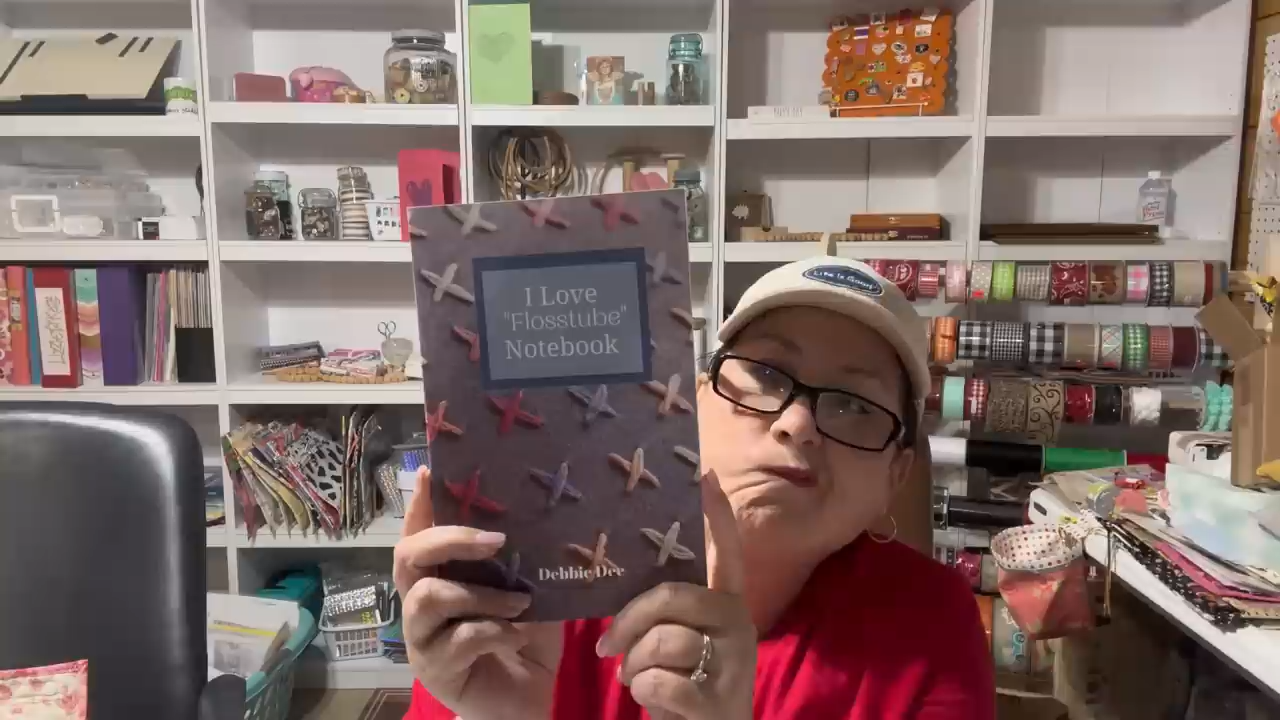 Life is Good
I Love
"Flosstube"
Notebook
Debbie Dee